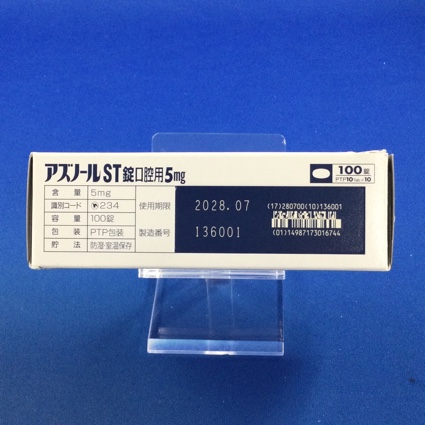 アズノールST錠口腔用5mg
100錠
PTP10錠×10
含量 5mg
識別コード 234
容量 100錠
包装 PTP包装
貯法 防湿・室温保存
使用期限 2028.07
製造番号 136001
(17)280700(10)136001
(01)14987173016744